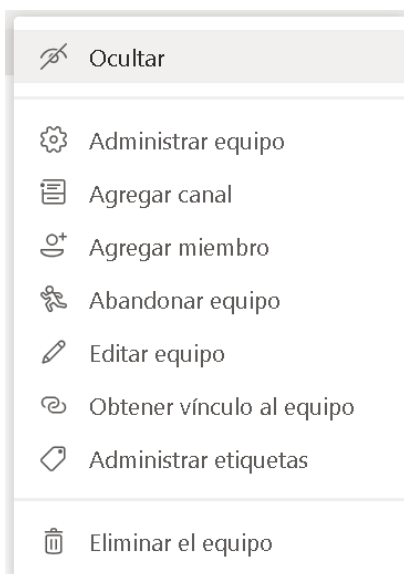 Ocultar
Administrar equipo
Agregar canal
Agregar miembro
Abandonar equipo
Editar equipo
Obtener vínculo al equipo
Administrar etiquetas
Eliminar el equipo